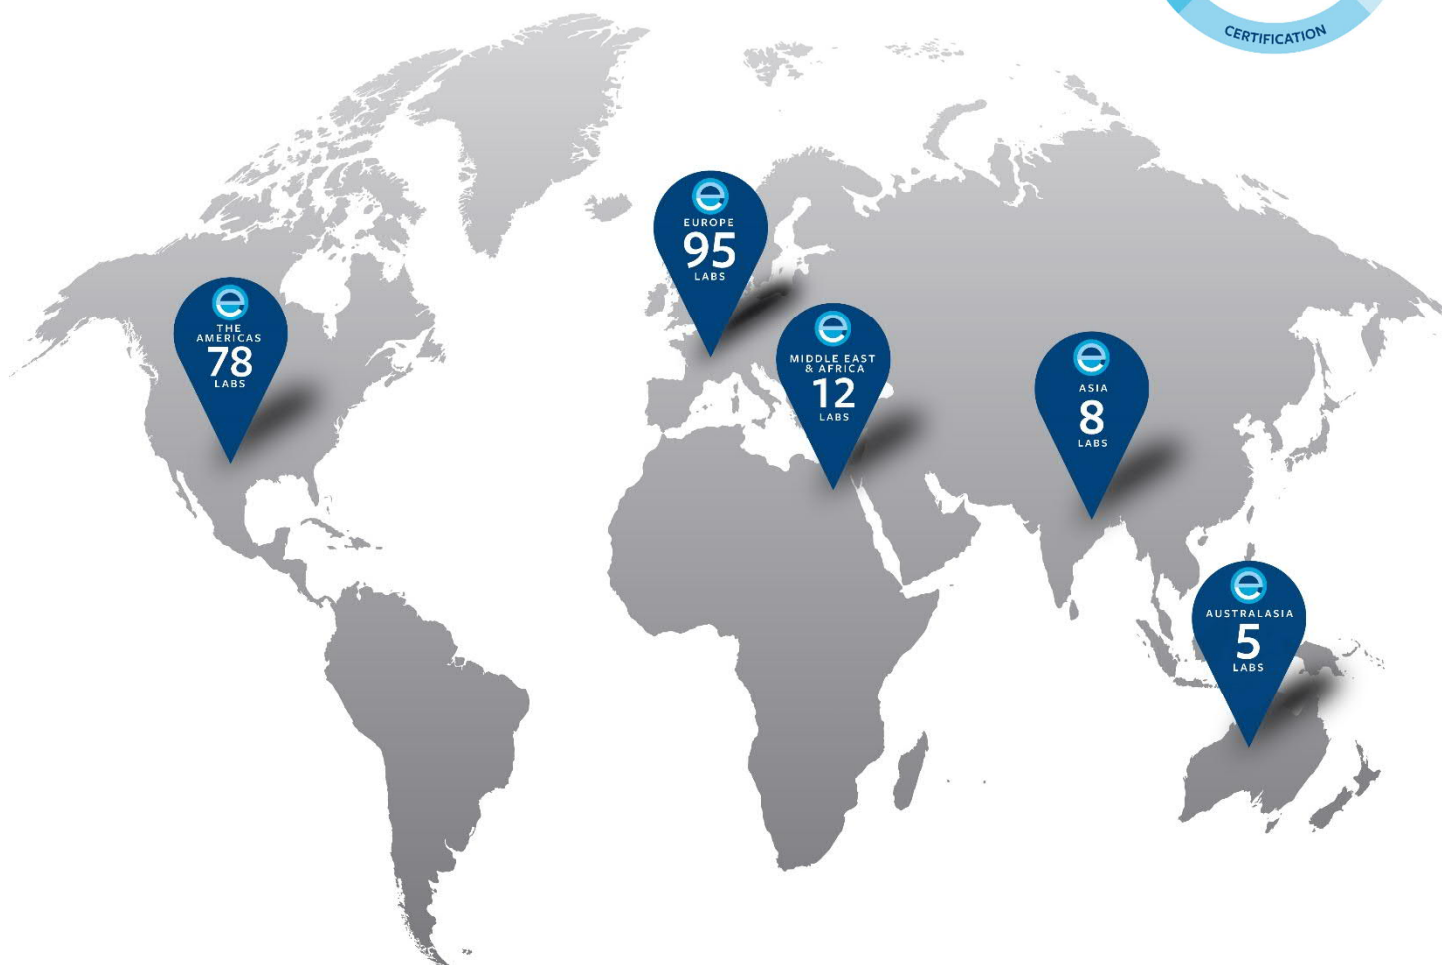 CERTIFICATION
EUROPE
95
LABS
THE
AMERICAS
78
LABS
MIDDLE EAST
& AFRICA
12
LABS
ASIA
8
LABS
AUSTRALASIA
5
LABS